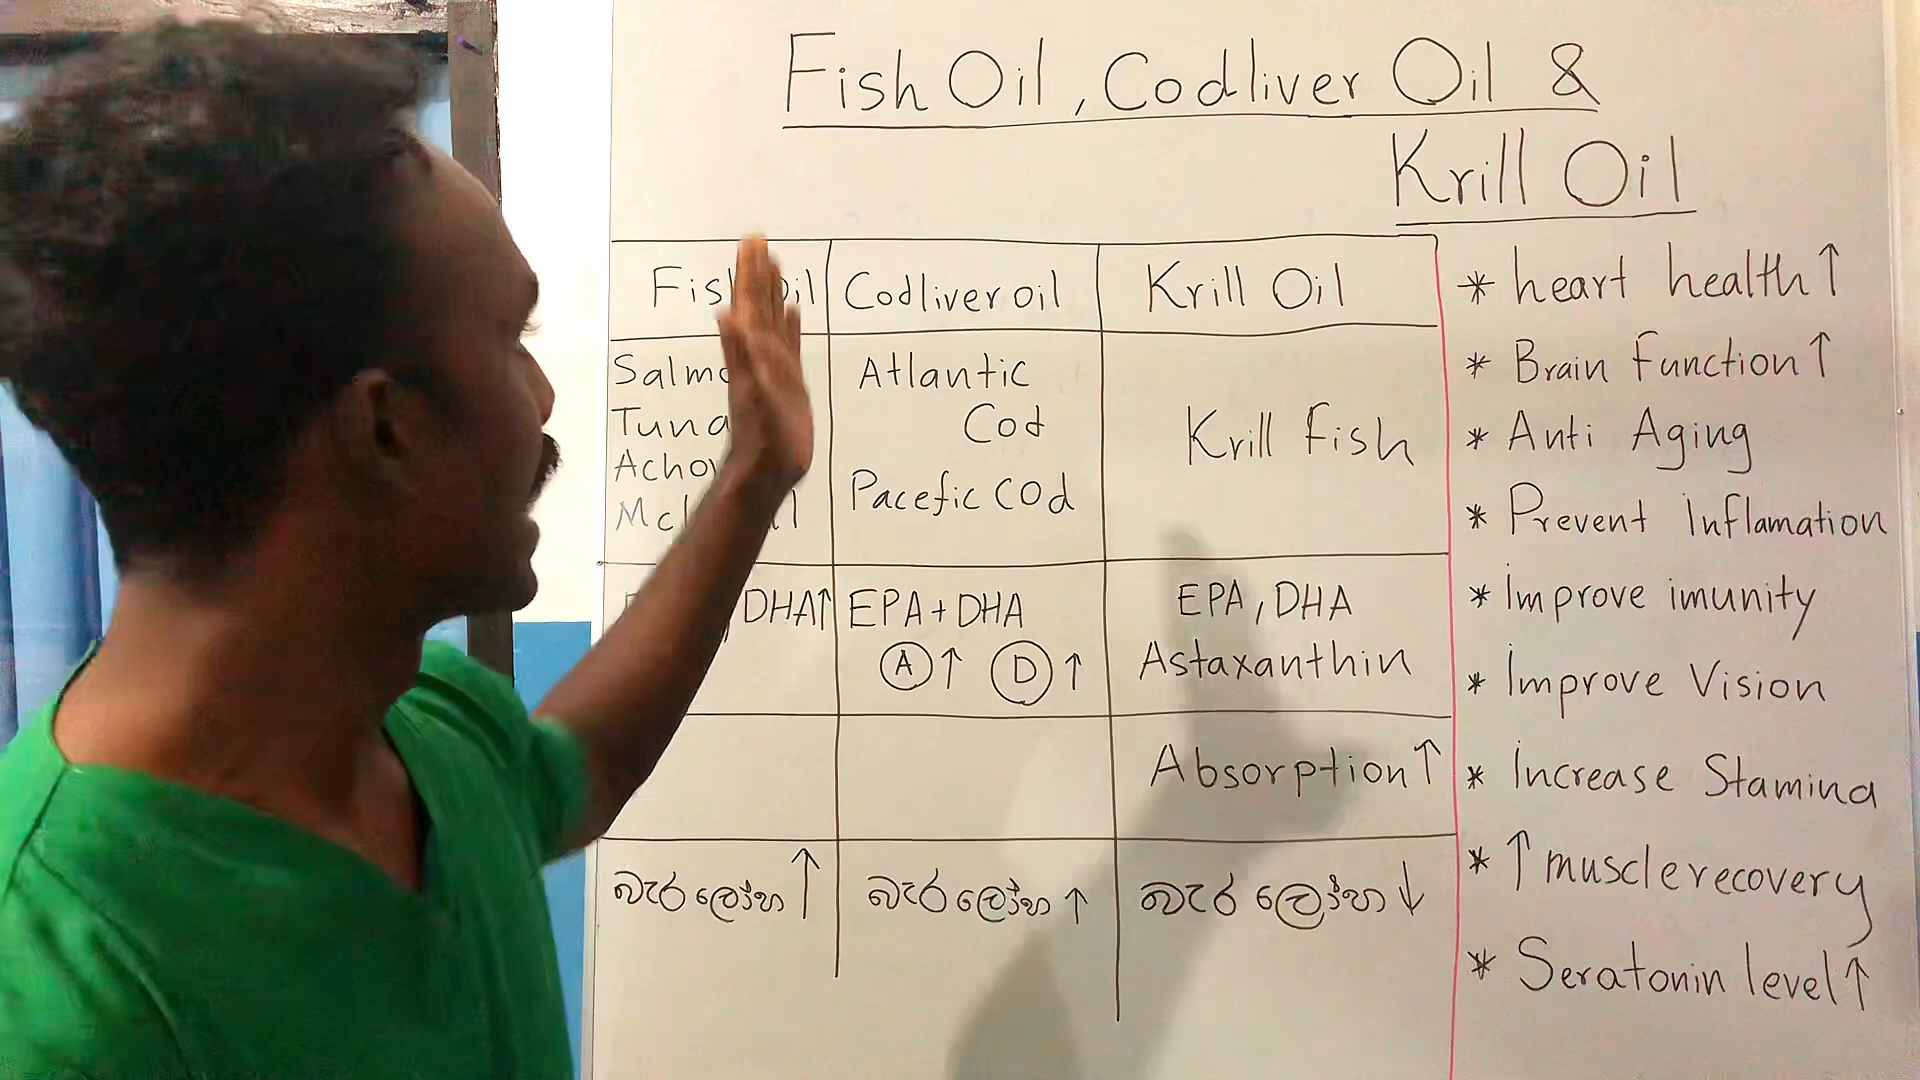 Fish Oil, Codliver Oil &
Krill Oil
Oil
Codliver oil
Krill Oil
Tuna
Atlantic
Cod
Pacefic COd
Krill Fish
DHA↑
EPA + DHA
A ↑ D ↑
EPA, DHA
Astaxanthin
Absorption ↑
බැර ලෝහ ↑
බැර ලෝහ ↑
බැර ලෝහ ↓
* heart health ↑
* Brain Function ↑
* Anti Aging
* Prevent Inflamation
* Improve imunity
* Improve Vision
* Increase Stamina
* ↑ muscle recovery
* Seratonin level ↑